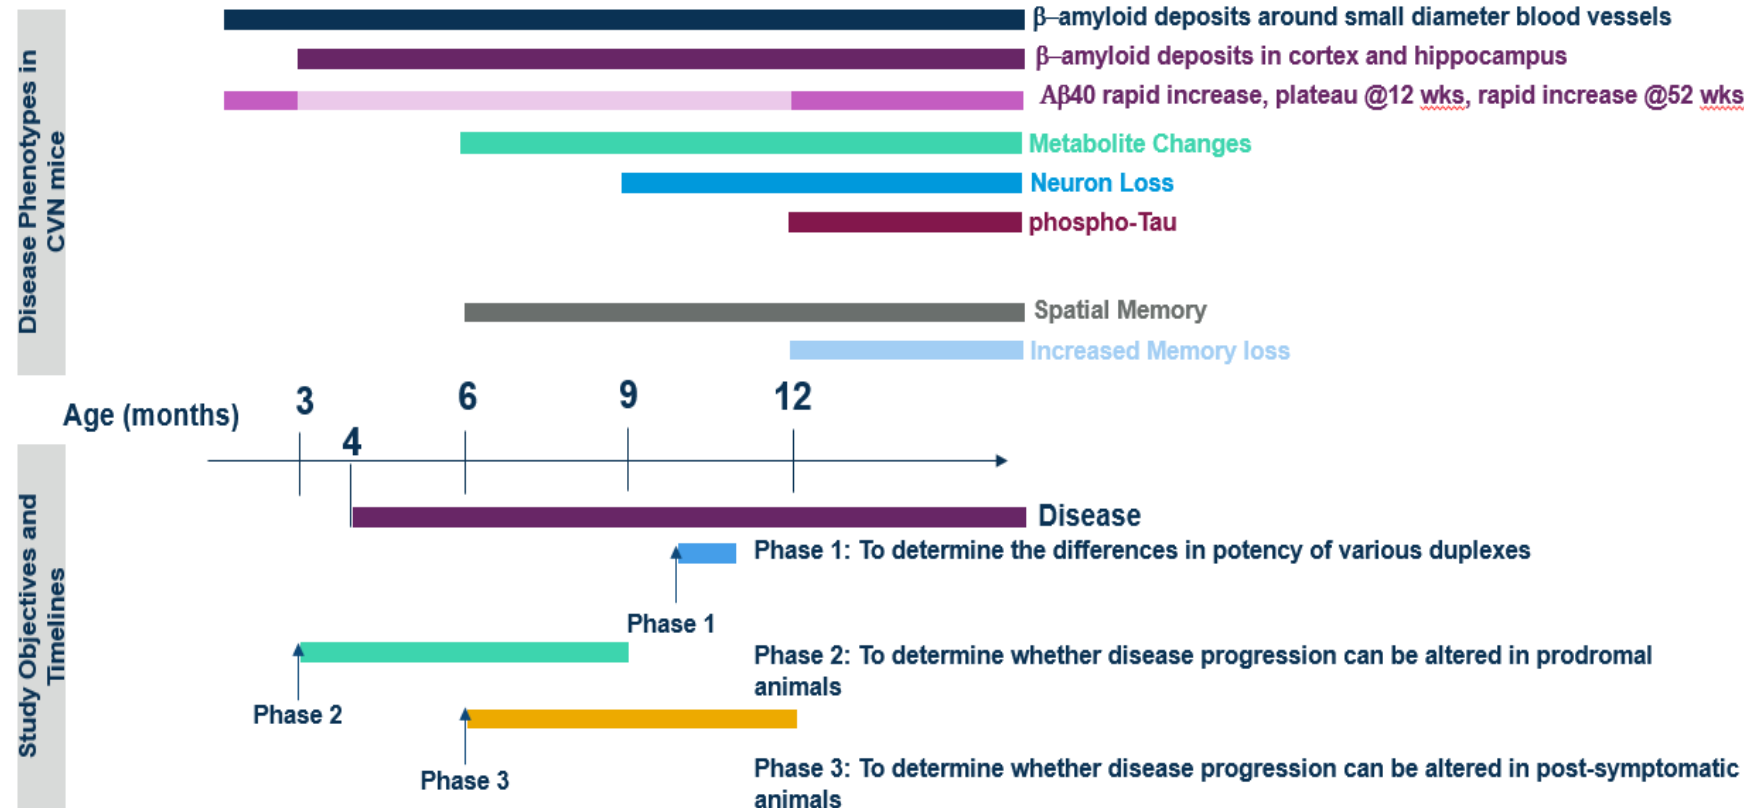 Disease Phenotypes in
CVN mice
β–amyloid deposits around small diameter blood vessels
β–amyloid deposits in cortex and hippocampus
Aβ40 rapid increase, plateau @12 wks, rapid increase @52 wks
Metabolite Changes
Neuron Loss
phospho-Tau
Spatial Memory
Increased Memory loss
Age (months)
3
4
6
9
12
Study Objectives and
Timelines
Disease
Phase 1: To determine the differences in potency of various duplexes
Phase 1
Phase 2: To determine whether disease progression can be altered in prodromal
animals
Phase 2
Phase 3: To determine whether disease progression can be altered in post-symptomatic
animals
Phase 3